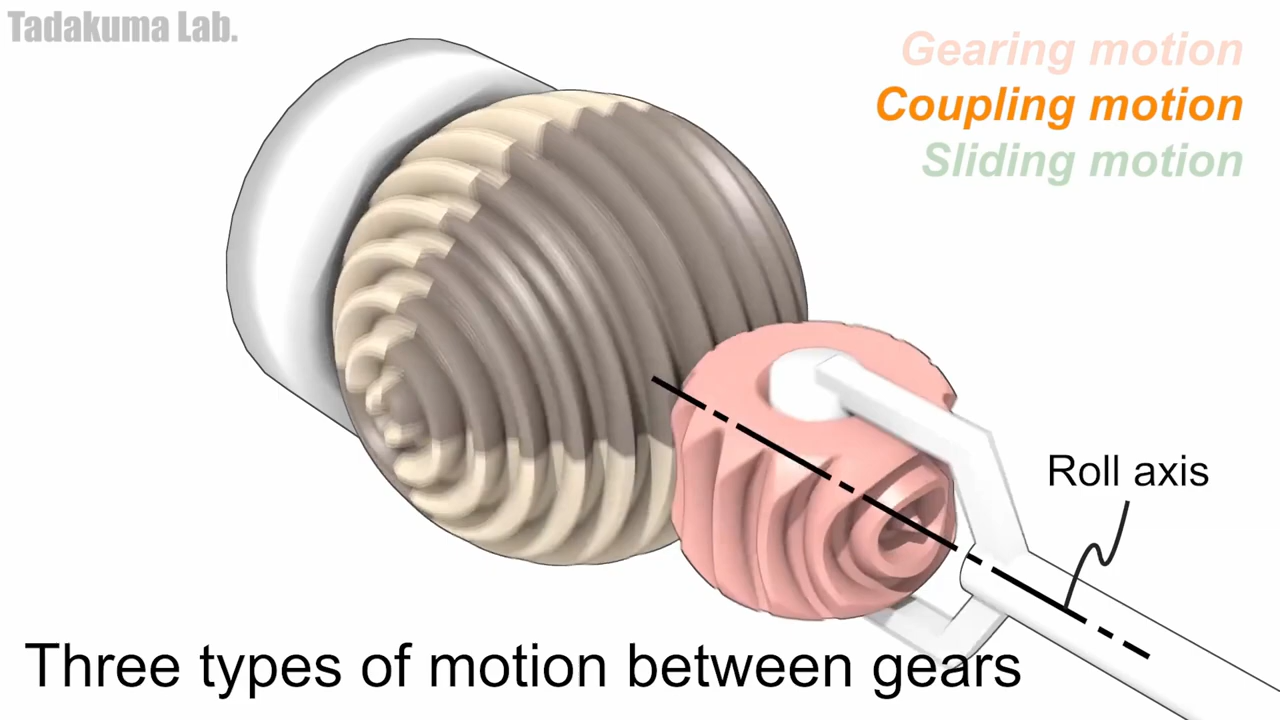 Tadakuma Lab.
Gearing motion
Coupling motion
Sliding motion
Roll axis
Three types of motion between gears